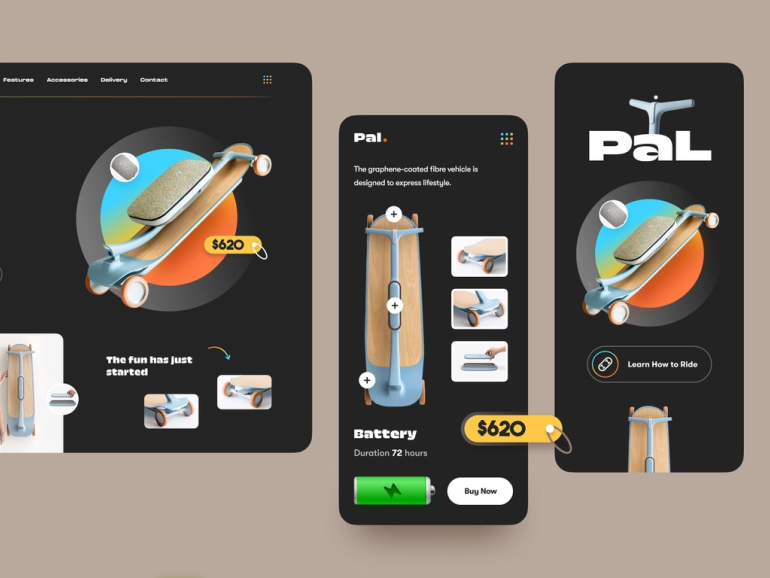 Features Accessories Delivery Contact
$620
The fun has just
started
Pal.
The graphene-coated fibre vehicle is
designed to express lifestyle.
Battery
Duration 72 hours
$620
Buy Now
PaL
Learn How to Ride